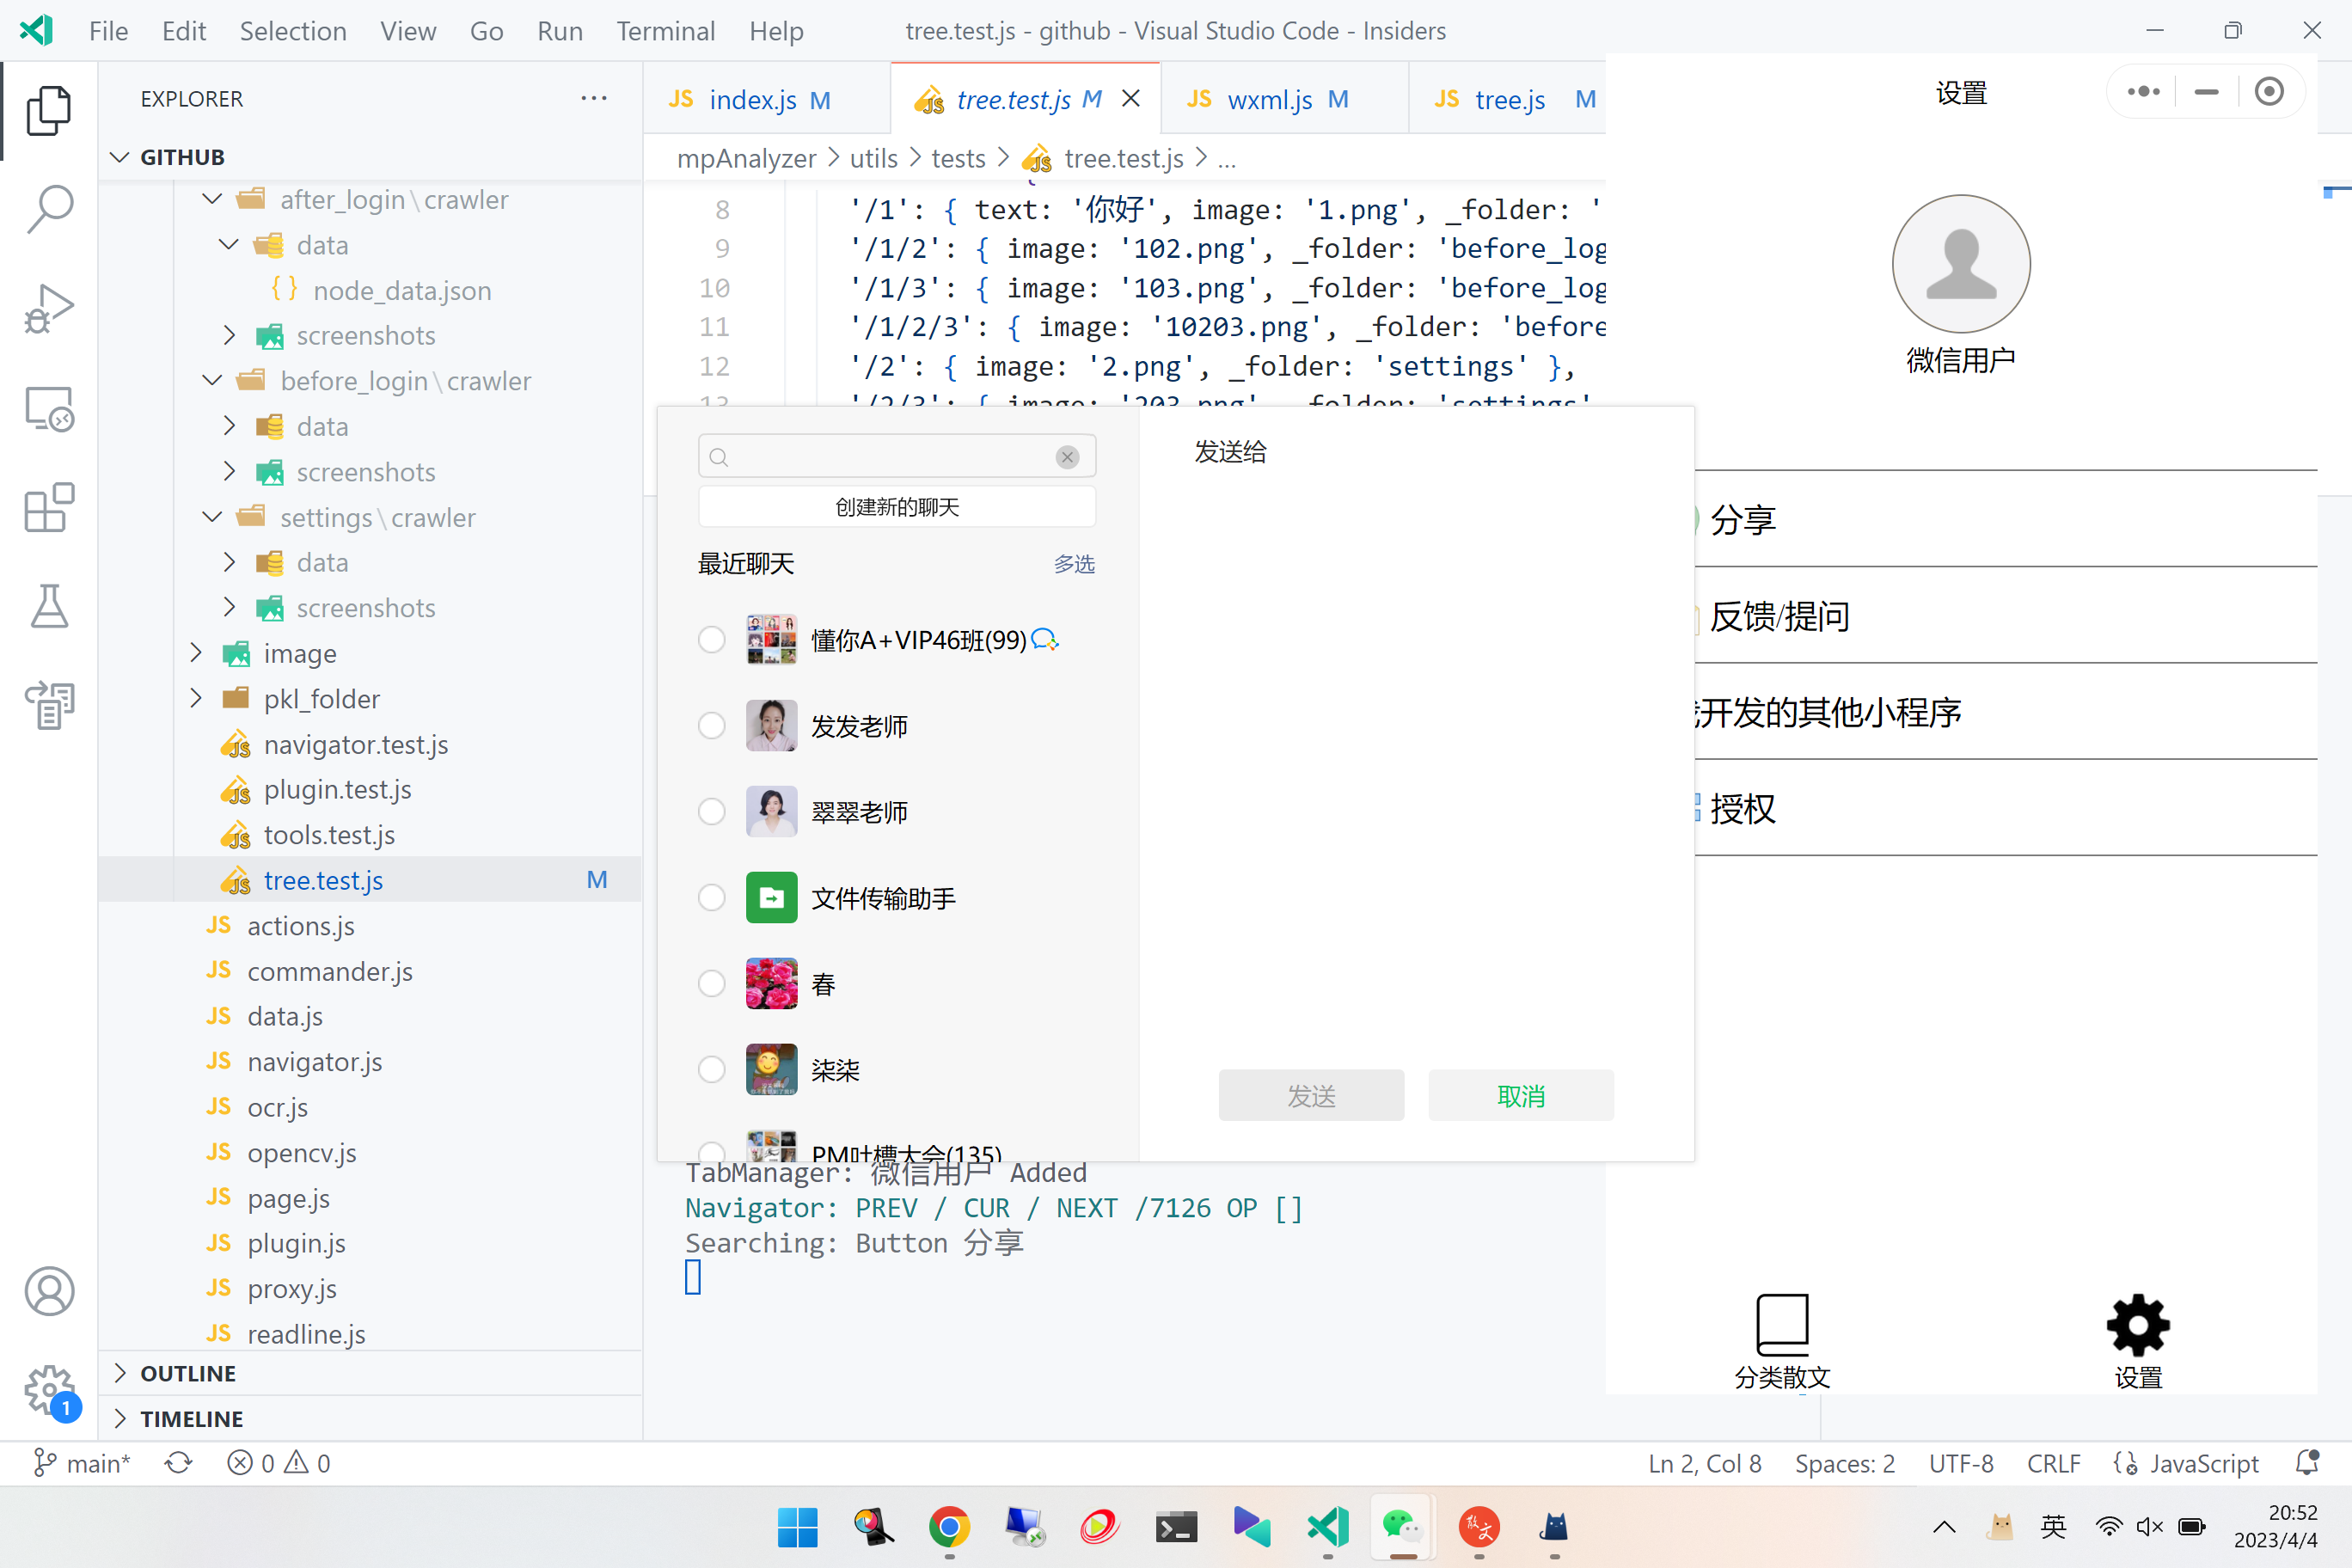 File Edit Selection View Go Run Terminal Help
tree.test.js - github - Visual Studio Code - Insiders
EXPLORER
GITHUB
after_login\crawler
data
node_data.json
screenshots
before_login\crawler
data
screenshots
settings\crawler
data
screenshots
image
pkl_folder
navigator.test.js
plugin.test.js
tools.test.js
tree.test.js M
actions.js
commander.js
data.js
navigator.js
ocr.js
opencv.js
page.js
plugin.js
proxy.js
readline.js
OUTLINE
TIMELINE
index.js M
tree.test.js M
wxml.js M
tree.js M
mpAnalyzer > utils > tests > tree.test.js > ...
8 '/1': { text: '你好', image: '1.png', _folder: '
9 '/1/2': { image: '102.png', _folder: 'before_log
10 '/1/3': { image: '103.png', _folder: 'before_log
11 '/1/2/3': { image: '10203.png', _folder: 'before
12 '/2': { image: '2.png', _folder: 'settings' },
13 '/2/3': { image: '203.png', _folder: 'settings'
创建新的聊天
最近聊天 多选
懂你A+VIP46班(99)
发发老师
翠翠老师
文件传输助手
春
柒柒
PM吐槽大会(135)
发送给
发送 取消
TabManager: 微信用户 Added
Navigator: PREV / CUR / NEXT /7126 OP []
Searching: Button 分享
设置
微信用户
分享
反馈/提问
开发的其他小程序
授权
分类散文
设置
main* 0 0
Ln 2, Col 8 Spaces: 2 UTF-8 CRLF JavaScript
1
散文
英
20:52
2023/4/4